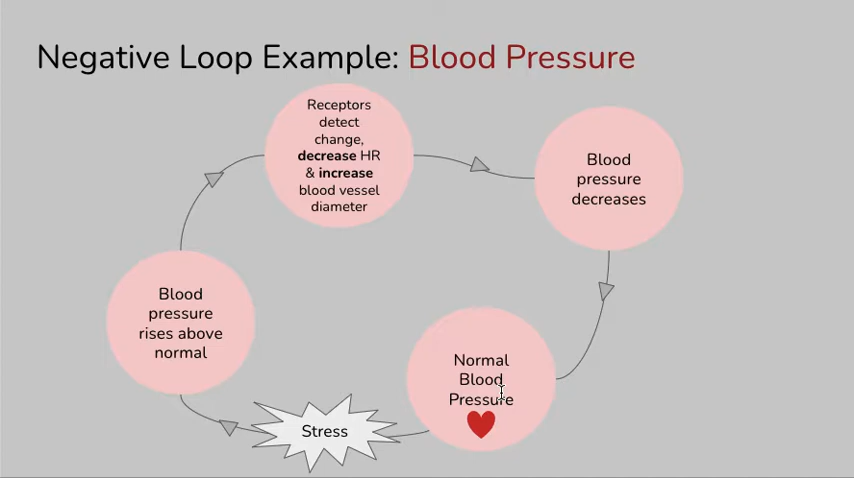 Negative Loop Example: Blood Pressure
Receptors
detect
change,
decrease HR
& increase
blood vessel
diameter
Blood
pressure
decreases
Blood
pressure
rises above
normal
Normal
Blood
Pressure
Stress